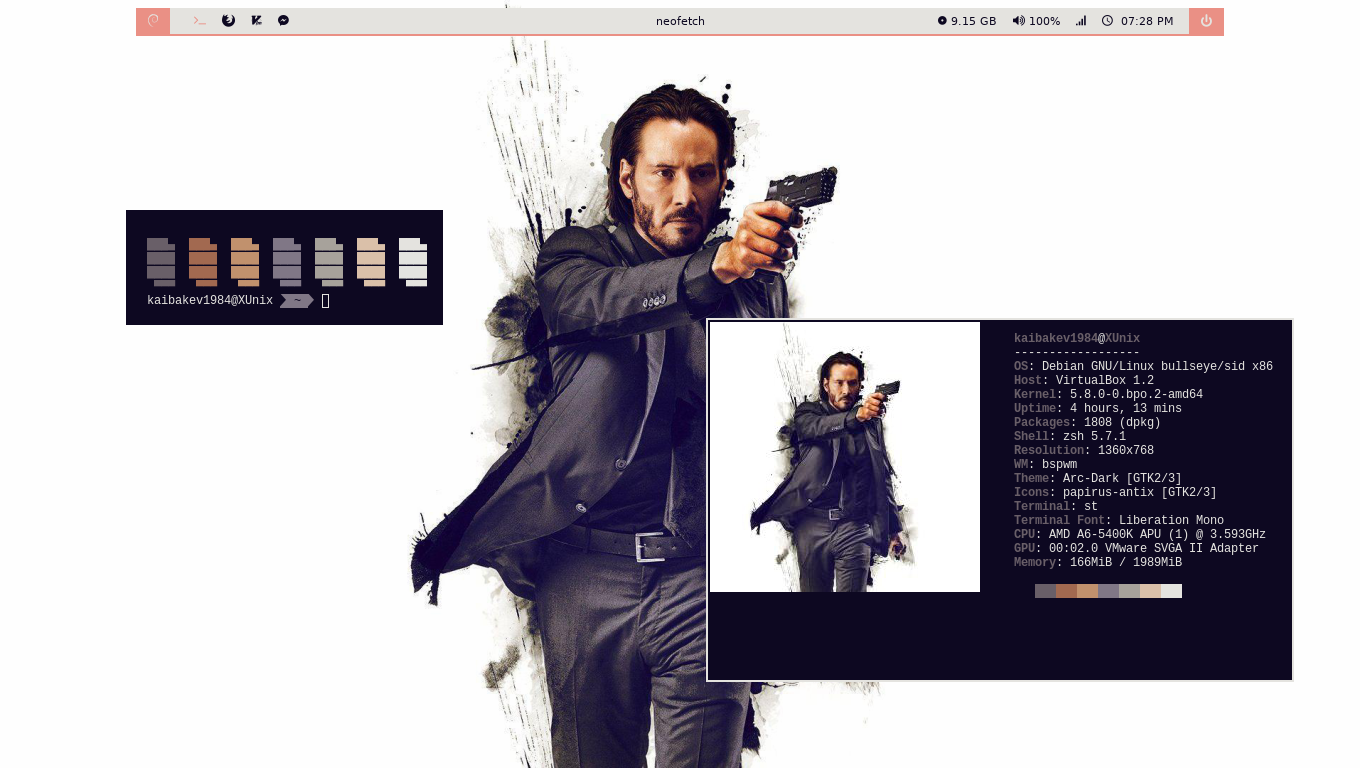 neofetch
9.15 GB 100% 07:28 PM
kaibakev1984@XUnix ~
kaibakev1984@XUnix
------------------
OS: Debian GNU/Linux bullseye/sid x86
Host: VirtualBox 1.2
Kernel: 5.8.0-0.bpo.2-amd64
Uptime: 4 hours, 13 mins
Packages: 1808 (dpkg)
Shell: zsh 5.7.1
Resolution: 1360x768
WM: bspwm
Theme: Arc-Dark [GTK2/3]
Icons: papirus-antix [GTK2/3]
Terminal: st
Terminal Font: Liberation Mono
CPU: AMD A6-5400K APU (1) @ 3.593GHz
GPU: 00:02.0 VMware SVGA II Adapter
Memory: 166MiB / 1989MiB